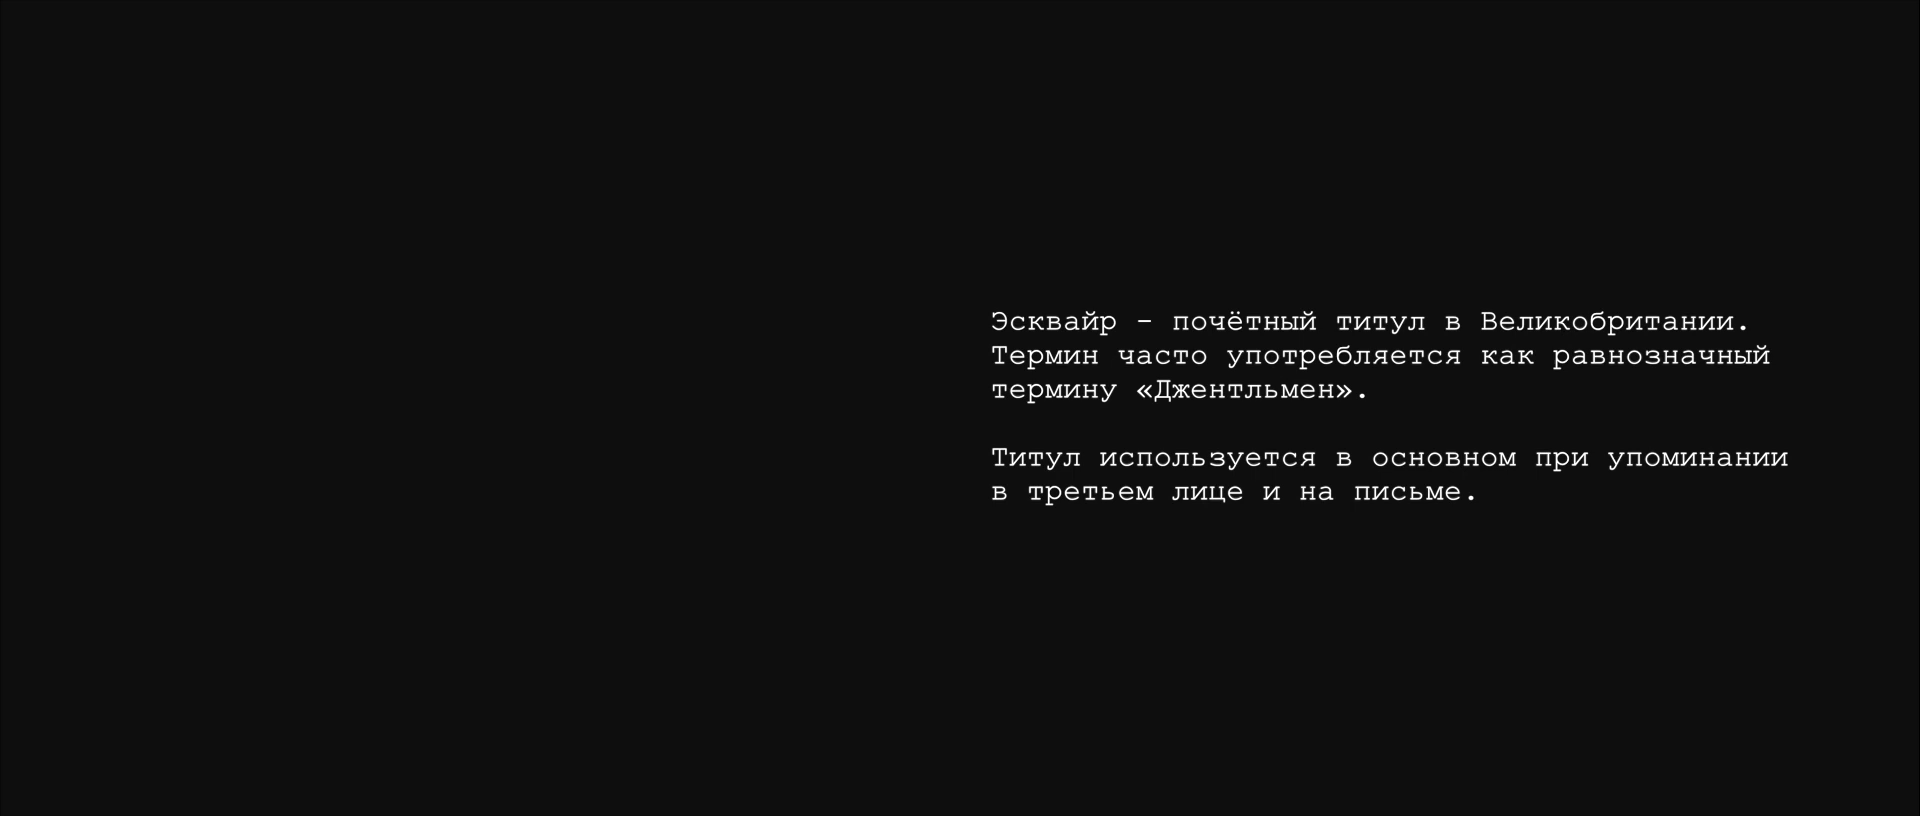 Эсквайр - почётный титул в Великобритании.
Термин часто употребляется как равнозначный
термину «Джентльмен».
Титул используется в основном при упоминании
в третьем лице и на письме.